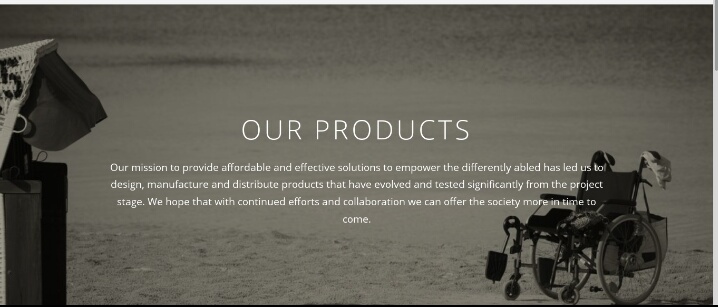 OUR PRODUCTS
Our mission to provide affordable and effective solutions to empower the differently abled has led us to
design, manufacture and distribute products that have evolved and tested significantly from the project
stage. We hope that with continued efforts and collaboration we can offer the society more in time to
come.